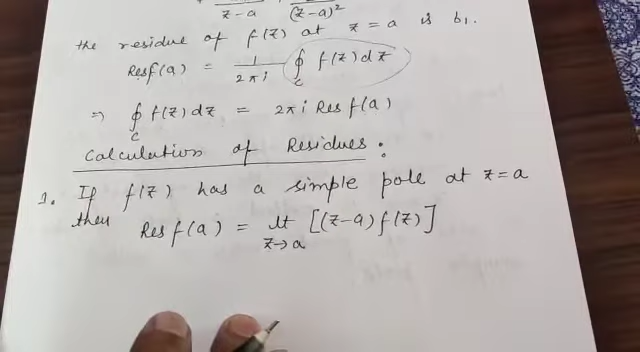 z-a (z-a)²
the residue of f(z) at z = a is b₁.
Res f(a) = 1/2πi ∮_C f(z)dz
⇒ ∮_C f(z)dz = 2πi Res f(a)
Calculation of Residues:
1. If f(z) has a simple pole at z=a
then Res f(a) = lt_{z→a} [(z-a)f(z)]